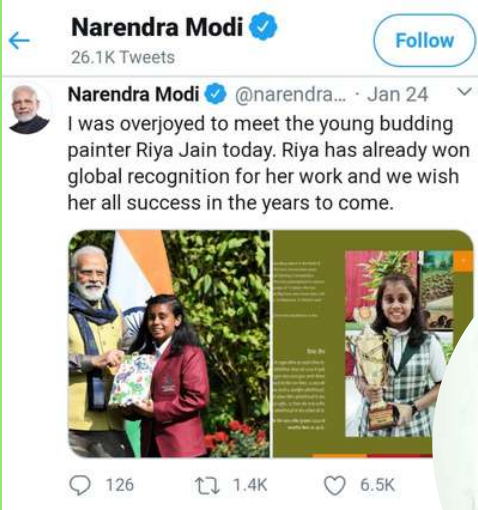 Narendra Modi
Follow
26.1K Tweets
Narendra Modi @narendra... · Jan 24
I was overjoyed to meet the young budding
painter Riya Jain today. Riya has already won
global recognition for her work and we wish
her all success in the years to come.
126
1.4K
6.5K